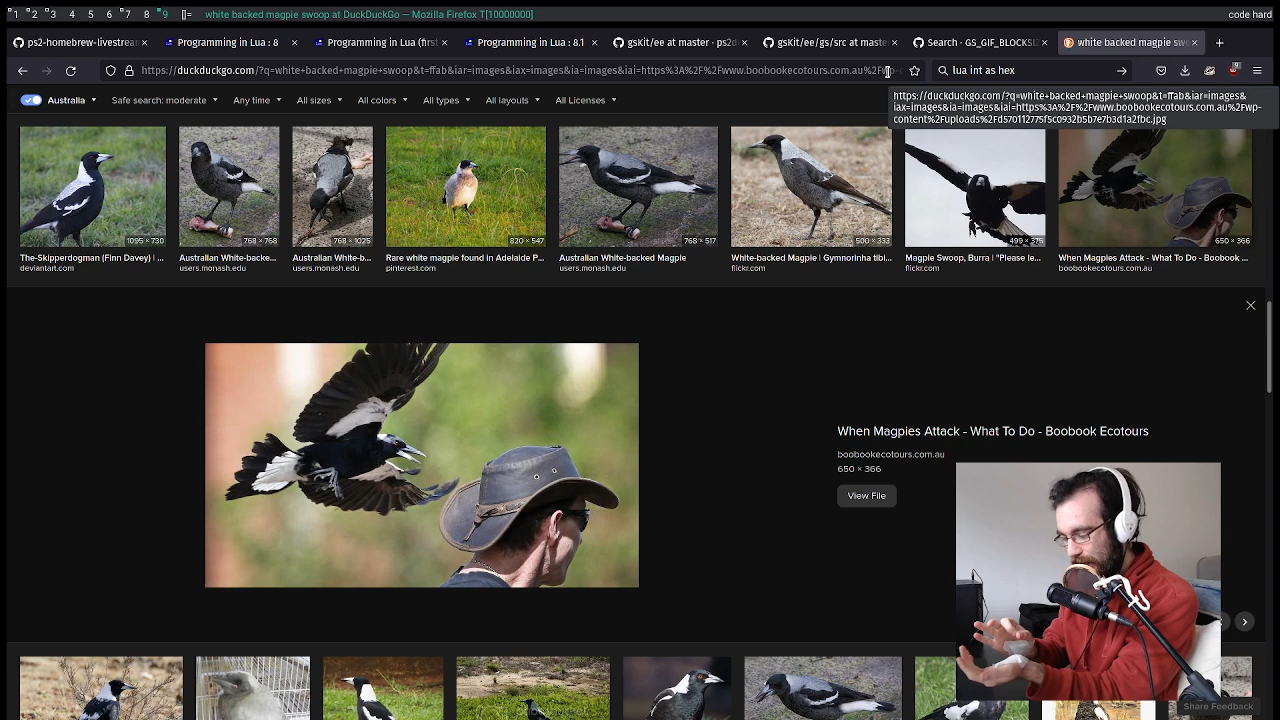 1 2 3 4 5 6 7 8 9 []= white backed magpie swoop at DuckDuckGo — Mozilla Firefox T[10000000] code hard
ps2-homebrew-livestream Programming in Lua : 8 Programming in Lua (first Programming in Lua : 8.1 gsKit/ee at master · ps2d gsKit/ee/gs/src at master Search · GS_GIF_BLOCKSIZ white backed magpie swo
https://duckduckgo.com/?q=white+backed+magpie+swoop&t=ffab&iar=images&iax=images&ia=images&iai=https%3A%2F%2Fwww.boobookecotours.com.au%2Fwp-c lua int as hex
https://duckduckgo.com/?q=white+backed+magpie+swoop&t=ffab&iar=images&
iax=images&ia=images&iai=https%3A%2F%2Fwww.boobookecotours.com.au%2Fwp-
content%2Fuploads%2Fd57011275f5c0932b5b7e7b3d1a2fbc.jpg
Australia Safe search: moderate Any time All sizes All colors All types All layouts All Licenses
1095 × 730 768 × 768 768 × 1025 820 × 547 768 × 517 500 × 333 499 × 375 650 × 366
The-Skipperdogman (Finn Davey) | ... Australian White-backe... Australian White-b... Rare white magpie found in Adelaide P... Australian White-backed Magpie White-backed Magpie | Gymnorinha tibi... Magpie Swoop, Burra | "Please le... When Magpies Attack - What To Do - Boobook ...
deviantart.com users.monash.edu users.monash.edu pinterest.com users.monash.edu flickr.com flickr.com boobookecotours.com.au
When Magpies Attack - What To Do - Boobook Ecotours
boobookecotours.com.au
650 × 366
View File
Share Feedback